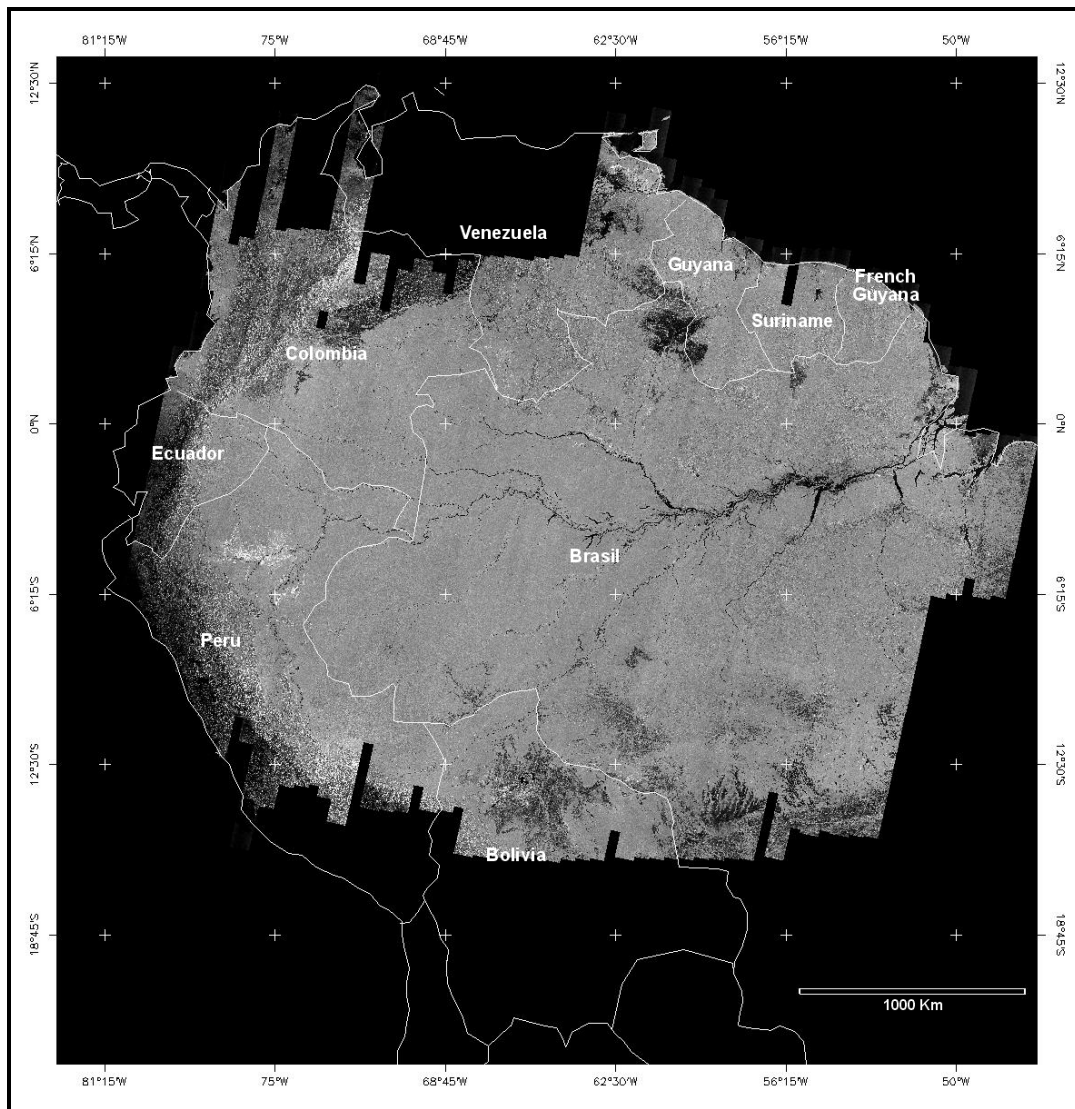 81°15'W 75°W 68°45'W 62°30'W 56°15'W 50°W
12°30'N 12°30'N
Venezuela
6°15'N 6°15'N
Guyana
French
Guyana
Suriname
Colombia
0°N 0°N
Ecuador
Brasil
6°15'S 6°15'S
Peru
12°30'S 12°30'S
Bolivia
18°45'S 18°45'S
1000 Km
81°15'W 75°W 68°45'W 62°30'W 56°15'W 50°W